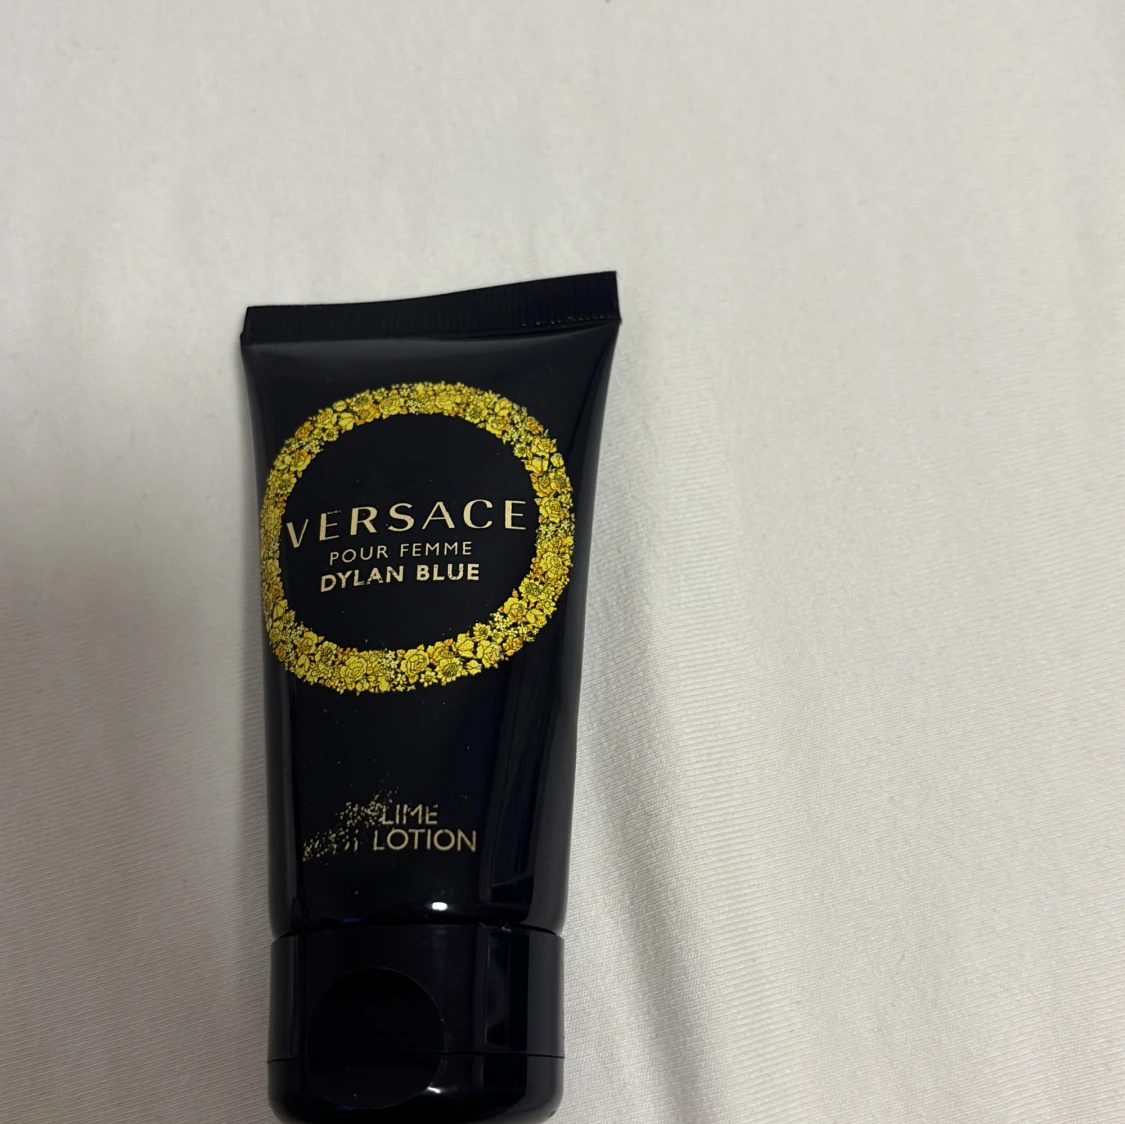 VERSACE
POUR FEMME
DYLAN BLUE
LIME
LOTION